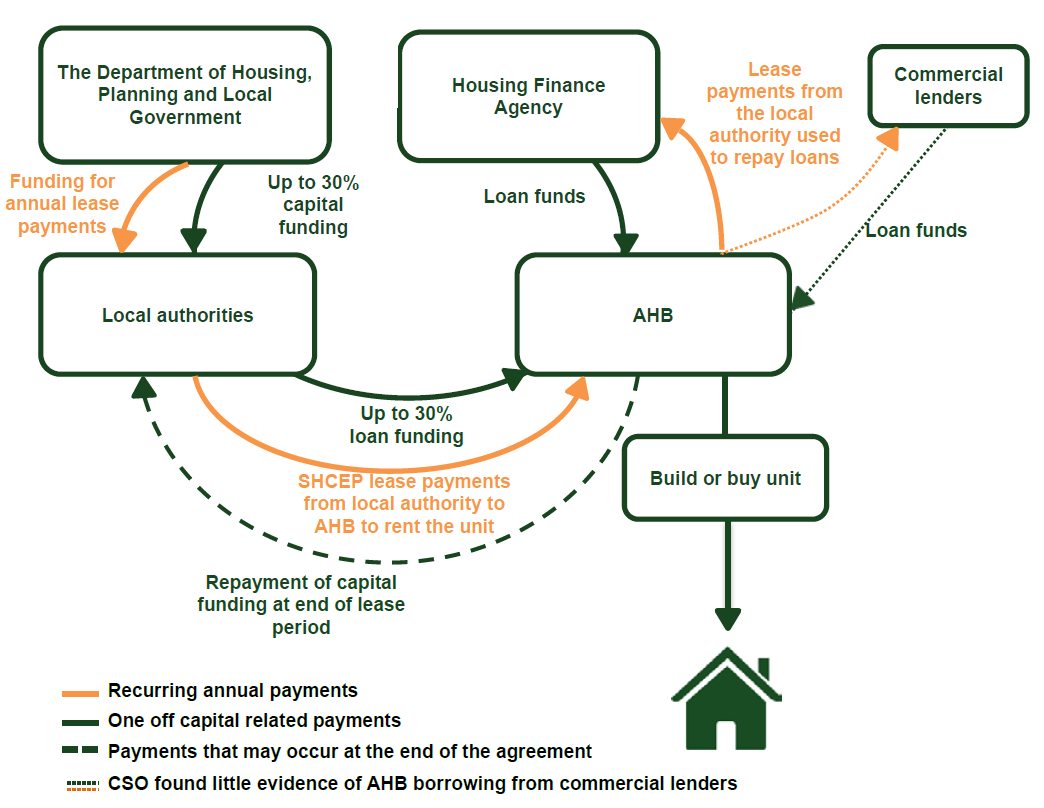 The Department of Housing,
Planning and Local
Government
Housing Finance
Agency
Lease
payments from
the local
authority used
to repay loans
Commercial
lenders
Funding for
annual lease
payments
Up to 30%
capital
funding
Loan funds
Loan funds
Local authorities
AHB
Up to 30%
loan funding
SHCEP lease payments
from local authority to
AHB to rent the unit
Build or buy unit
Repayment of capital
funding at end of lease
period
Recurring annual payments
One off capital related payments
Payments that may occur at the end of the agreement
CSO found little evidence of AHB borrowing from commercial lenders